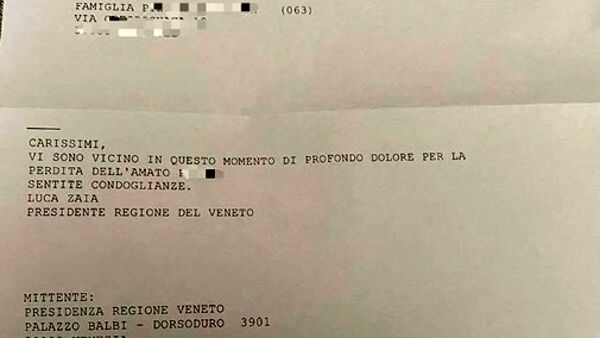 FAMIGLIA (063)
VIA
CARISSIMI,
VI SONO VICINO IN QUESTO MOMENTO DI PROFONDO DOLORE PER LA
PERDITA DELL'AMATO
SENTITE CONDOGLIANZE.
LUCA ZAIA
PRESIDENTE REGIONE DEL VENETO
MITTENTE:
PRESIDENZA REGIONE VENETO
PALAZZO BALBI - DORSODURO 3901